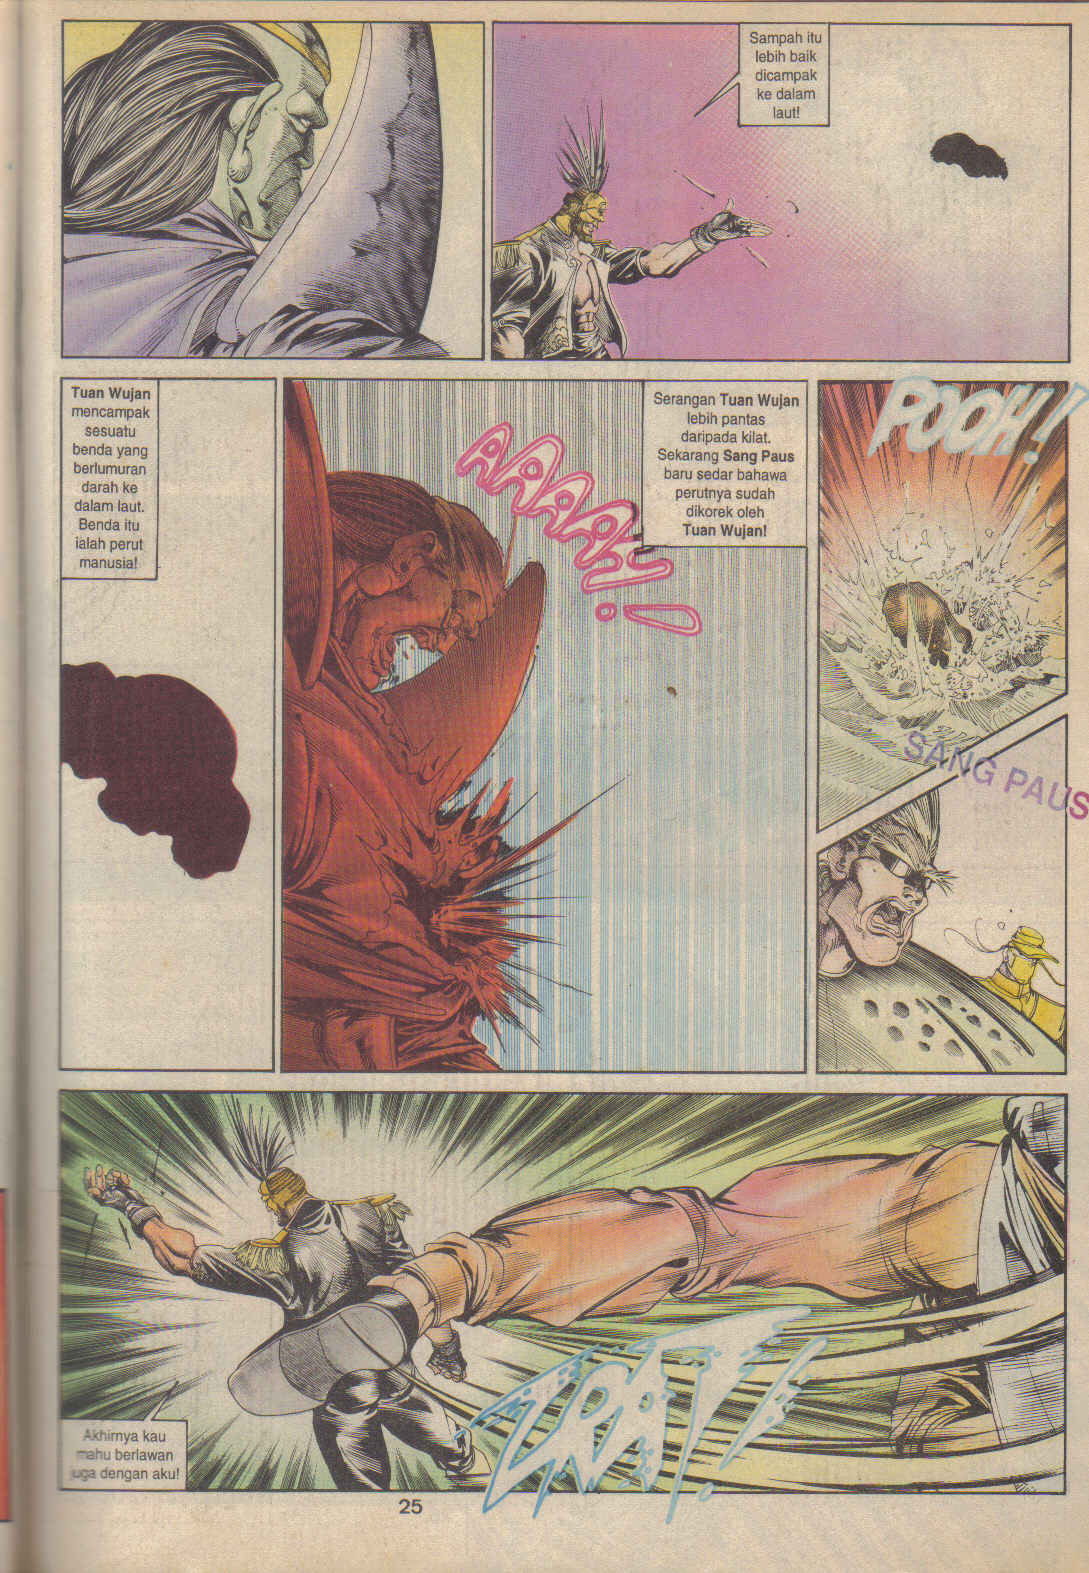 Sampah itu
lebih baik
dicampak
ke dalam
laut!
Tuan Wujan
mencampak
sesuatu
benda yang
berlumuran
darah ke
dalam laut.
Benda itu
ialah perut
manusia!
AAAAAH!
Serangan Tuan Wujan
lebih pantas
daripada kilat.
Sekarang Sang Paus
baru sedar bahawa
perutnya sudah
dikorek oleh
Tuan Wujan!
POOH!
SANG PAUS
Akhirnya kau
mahu berlawan
juga dengan aku!
25